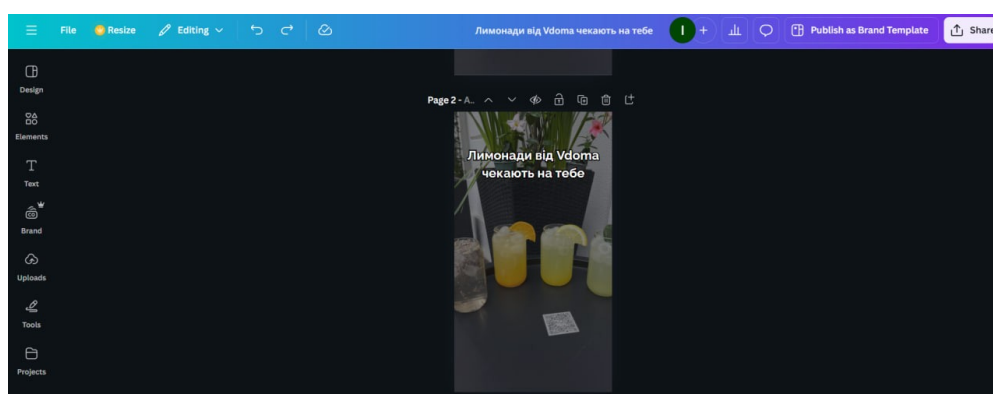 File
Resize
Editing
Лимонади від Vdoma чекають на тебе
I
+
Publish as Brand Template
Share
Design
Elements
Text
Brand
Uploads
Tools
Projects
Page 2 - A..
Лимонади від Vdoma
чекають на тебе